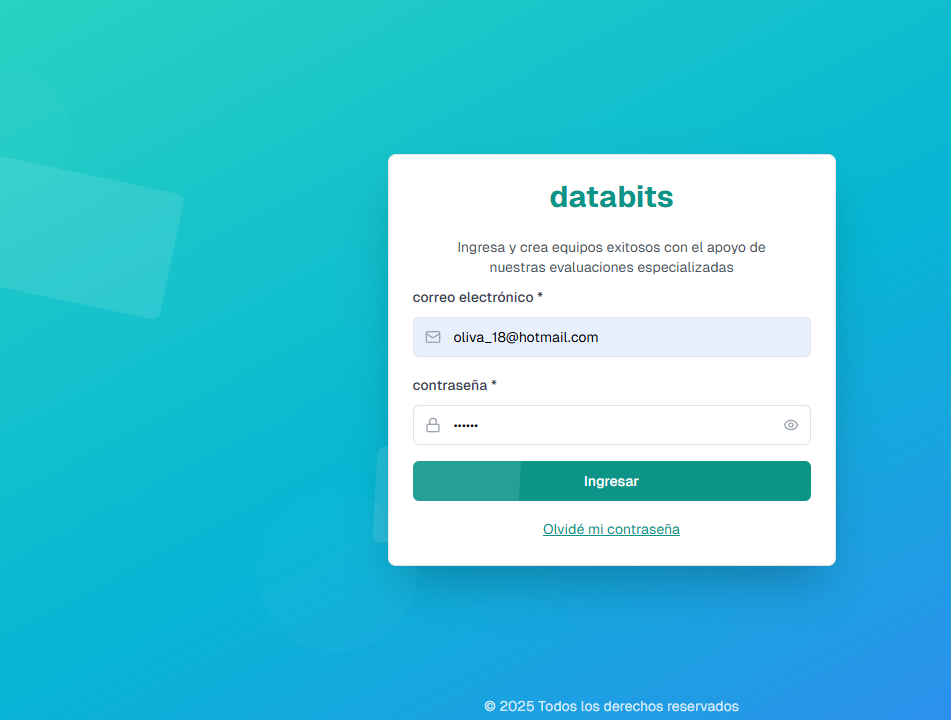 databits
Ingresa y crea equipos exitosos con el apoyo de
nuestras evaluaciones especializadas
correo electrónico *
oliva_18@hotmail.com
contraseña *
••••••
Ingresar
Olvidé mi contraseña
© 2025 Todos los derechos reservados